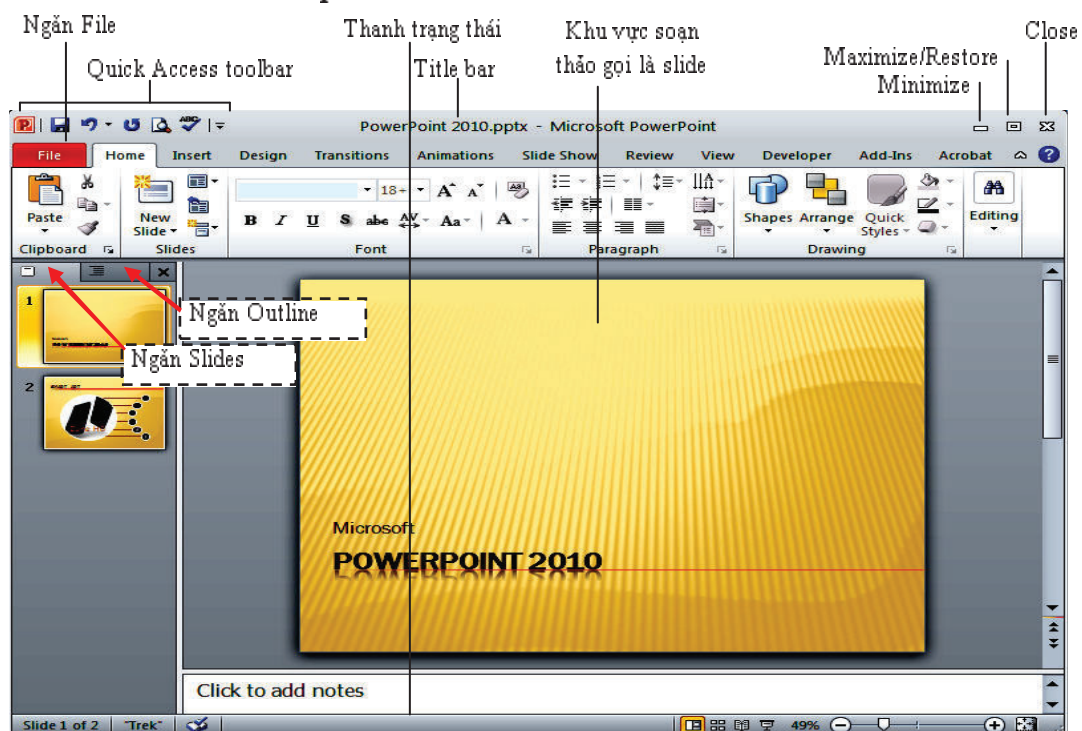 Ngăn File
Thanh trạng thái
Khu vực soạn
thảo gọi là slide
Close
Maximize/Restore
Minimize
Quick Access toolbar
Title bar
PowerPoint 2010.pptx - Microsoft PowerPoint
File Home Insert Design Transitions Animations Slide Show Review View Developer Add-Ins Acrobat
Paste
New
Slide
18+
B I U S abc AV Aa A
Shapes Arrange Quick
Styles
Editing
Clipboard Slides Font Paragraph Drawing
1
Ngăn Outline
Ngăn Slides
2
Microsoft
POWERPOINT 2010
Click to add notes
Slide 1 of 2 "Trek" 49%